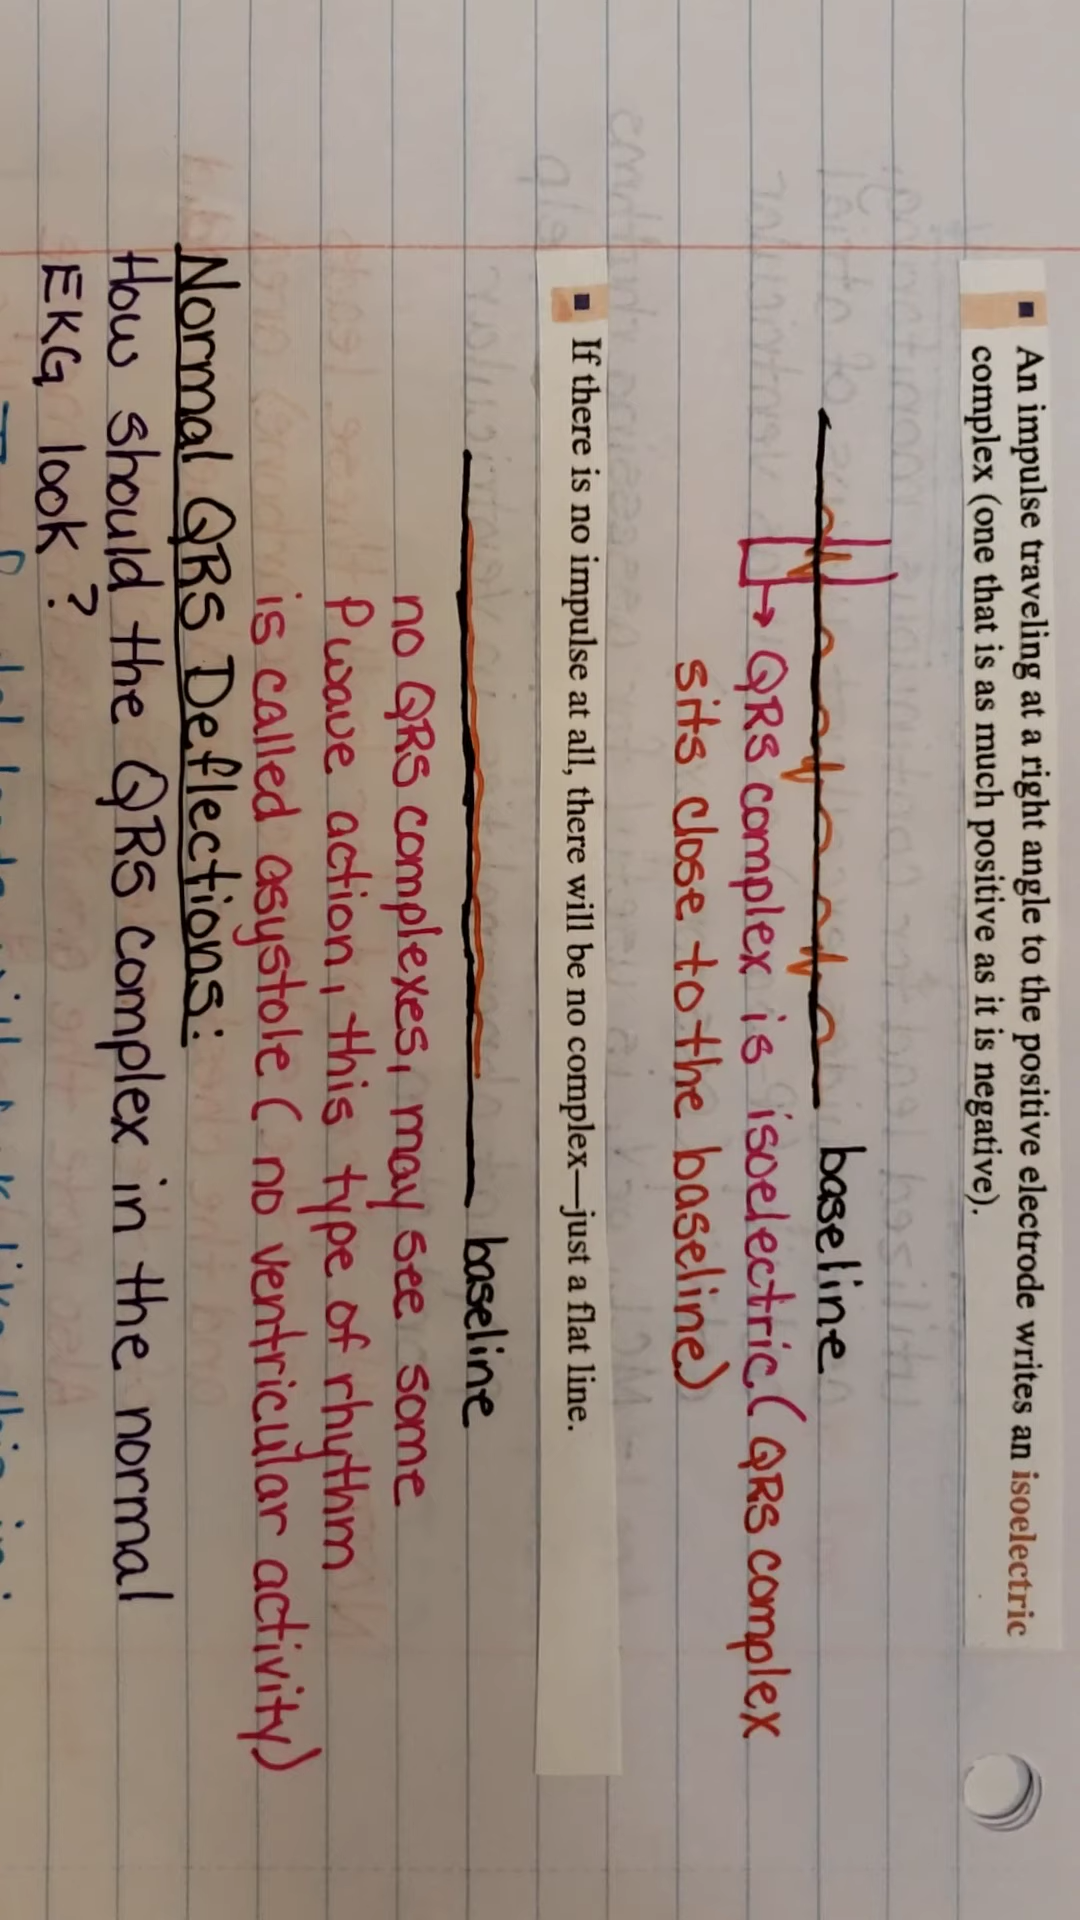 ▪ An impulse traveling at a right angle to the positive electrode writes an isoelectric
complex (one that is as much positive as it is negative).
baseline
→ QRS complex is isoelectric (QRS complex
sits close to the baseline)
▪ If there is no impulse at all, there will be no complex—just a flat line.
baseline
no QRS complexes, may see some
P wave action, this type of rhythm
is called asystole (no ventricular activity)
Normal QRS Deflections:
How should the QRS complex in the normal
EKG look?